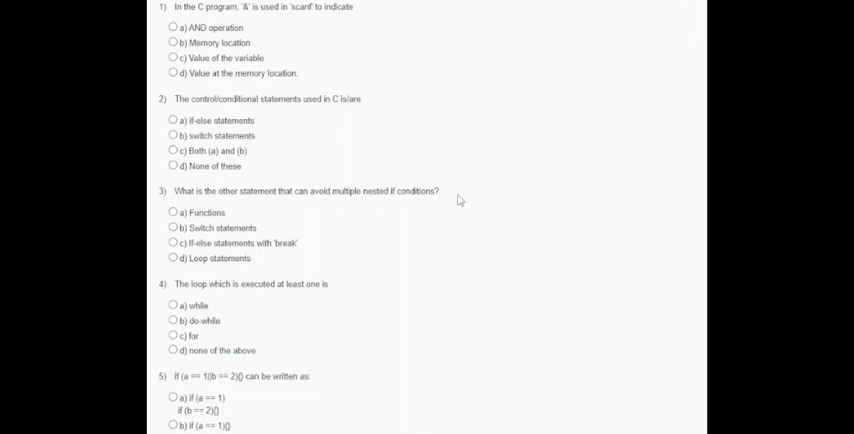 1) In the C program, '&' is used in 'scanf' to indicate
a) AND operation
b) Memory location
c) Value of the variable
d) Value at the memory location.
2) The control/conditional statements used in C is/are
a) if-else statements
b) switch statements
c) Both (a) and (b)
d) None of these
3) What is the other statement that can avoid multiple nested if conditions?
a) Functions
b) Switch statements
c) If-else statements with 'break'
d) Loop statements
4) The loop which is executed at least one is
a) while
b) do-while
c) for
d) none of the above
5) if (a == 1||b == 2){} can be written as:
a) if (a == 1)
if (b == 2){}
b) if (a == 1){}